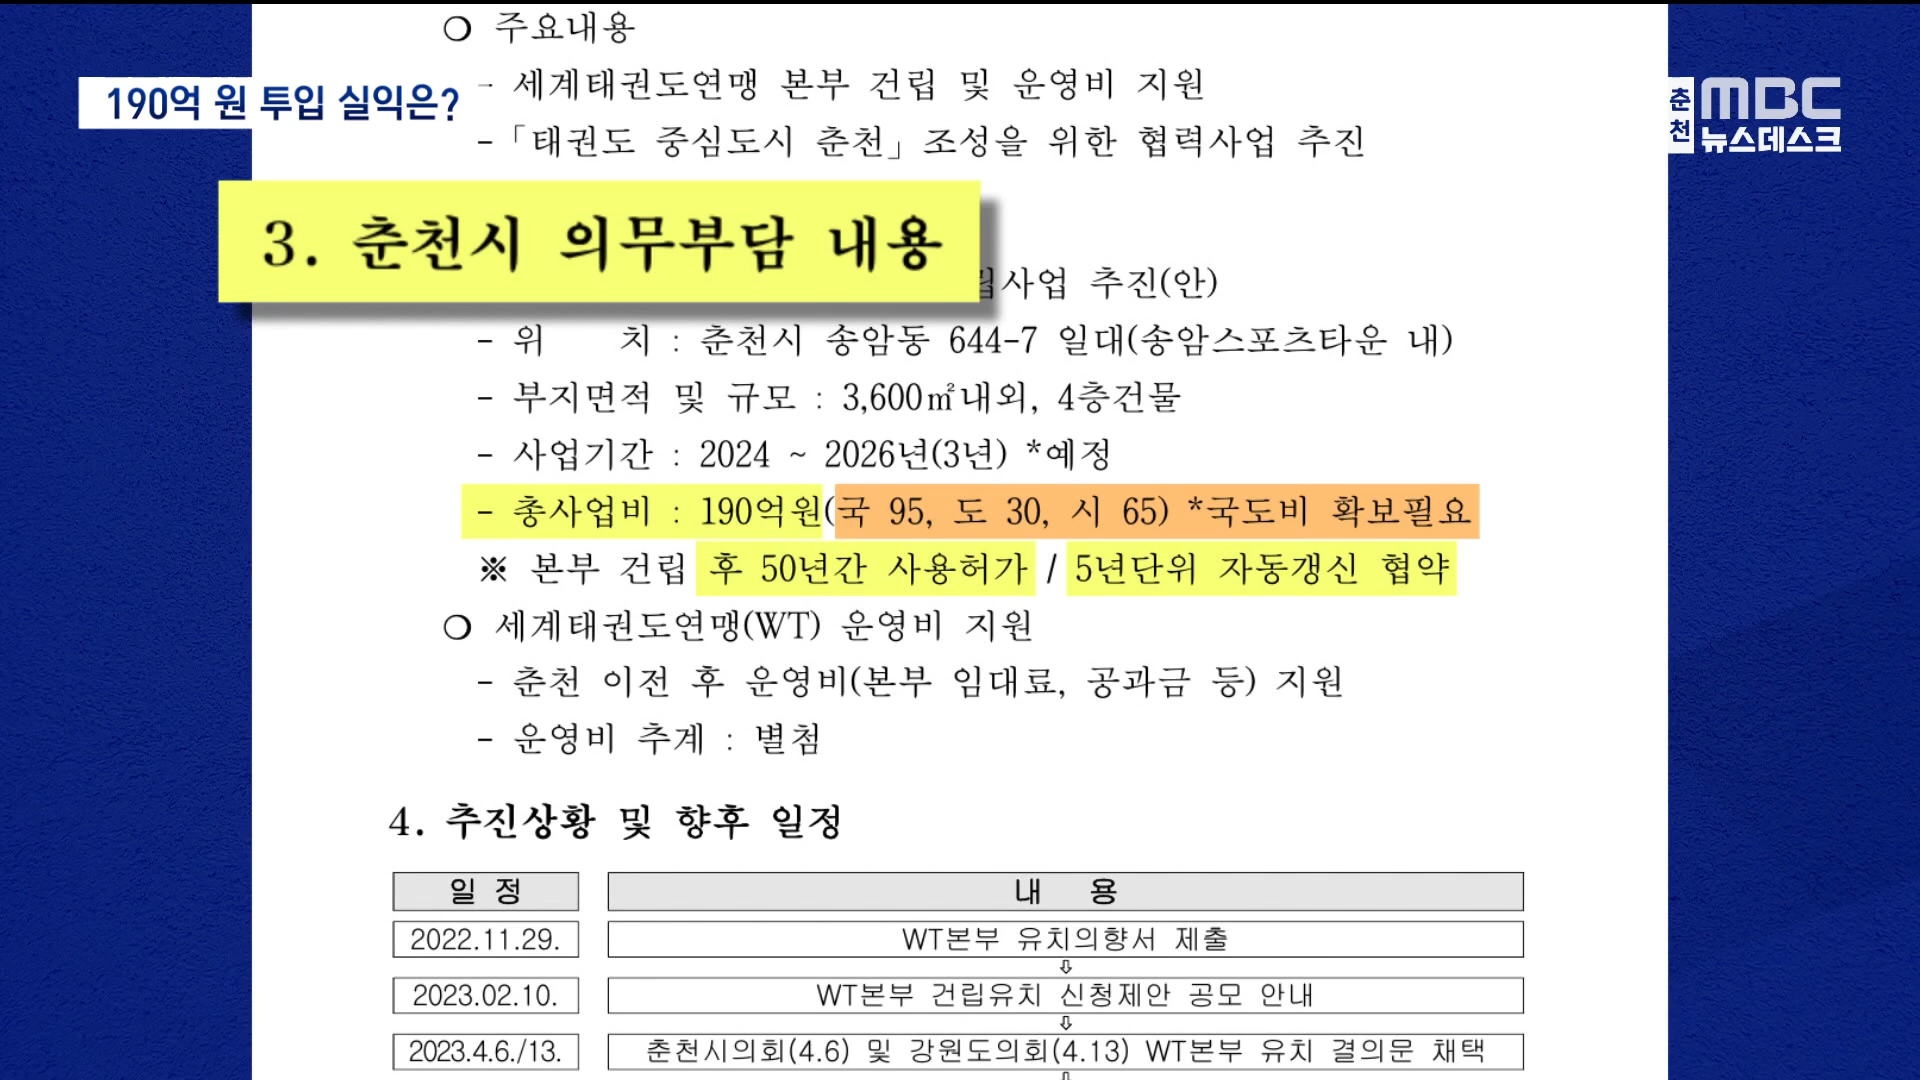 ○ 주요내용
190억 원 투입 실익은?
- 세계태권도연맹 본부 건립 및 운영비 지원
-「태권도 중심도시 춘천」조성을 위한 협력사업 추진
춘천 MBC
뉴스데스크
3. 춘천시 의무부담 내용
립사업 추진(안)
- 위 치 : 춘천시 송암동 644-7 일대(송암스포츠타운 내)
- 부지면적 및 규모 : 3,600㎡내외, 4층건물
- 사업기간 : 2024 ~ 2026년(3년) *예정
- 총사업비 : 190억원(국 95, 도 30, 시 65) *국도비 확보필요
※ 본부 건립 후 50년간 사용허가 / 5년단위 자동갱신 협약
○ 세계태권도연맹(WT) 운영비 지원
- 춘천 이전 후 운영비(본부 임대료, 공과금 등) 지원
- 운영비 추계 : 별첨
4. 추진상황 및 향후 일정
일 정 내 용
2022.11.29. WT본부 유치의향서 제출
⇩
2023.02.10. WT본부 건립유치 신청제안 공모 안내
⇩
2023.4.6./13. 춘천시의회(4.6) 및 강원도의회(4.13) WT본부 유치 결의문 채택